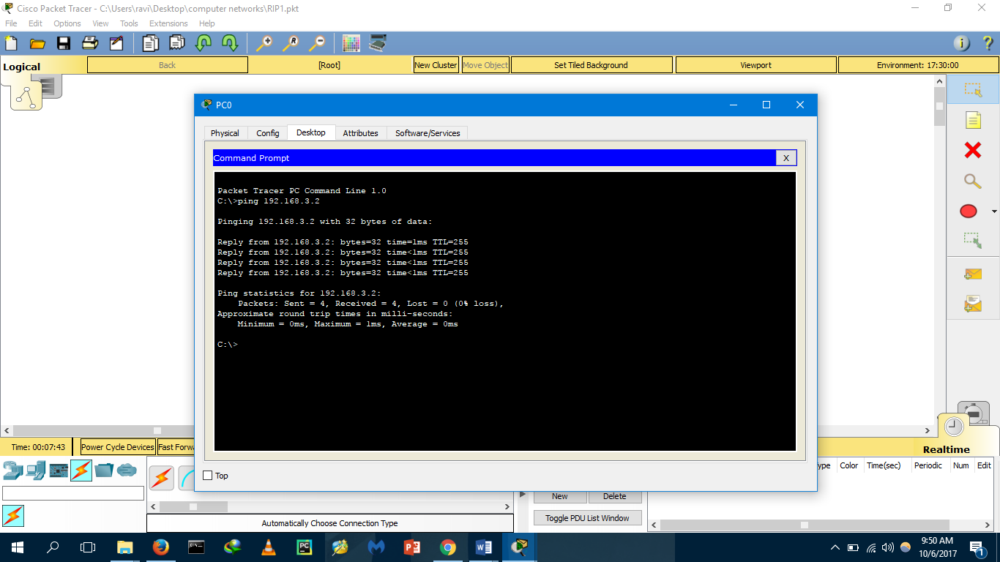 Cisco Packet Tracer - C:\Users\ravi\Desktop\computer networks\RIP1.pkt
File Edit Options View Tools Extensions Help
Logical Back [Root] New Cluster Move Object Set Tiled Background Viewport Environment: 17:30:00
PC0
Physical Config Desktop Attributes Software/Services
Command Prompt X
Packet Tracer PC Command Line 1.0
C:\>ping 192.168.3.2
Pinging 192.168.3.2 with 32 bytes of data:
Reply from 192.168.3.2: bytes=32 time=1ms TTL=255
Reply from 192.168.3.2: bytes=32 time<1ms TTL=255
Reply from 192.168.3.2: bytes=32 time<1ms TTL=255
Reply from 192.168.3.2: bytes=32 time<1ms TTL=255
Ping statistics for 192.168.3.2:
Packets: Sent = 4, Received = 4, Lost = 0 (0% loss),
Approximate round trip times in milli-seconds:
Minimum = 0ms, Maximum = 1ms, Average = 0ms
C:\>
Top
Time: 00:07:43 Power Cycle Devices Fast Forwa
Realtime
ype Color Time(sec) Periodic Num Edit
New Delete
Toggle PDU List Window
Automatically Choose Connection Type
9:50 AM
10/6/2017
1